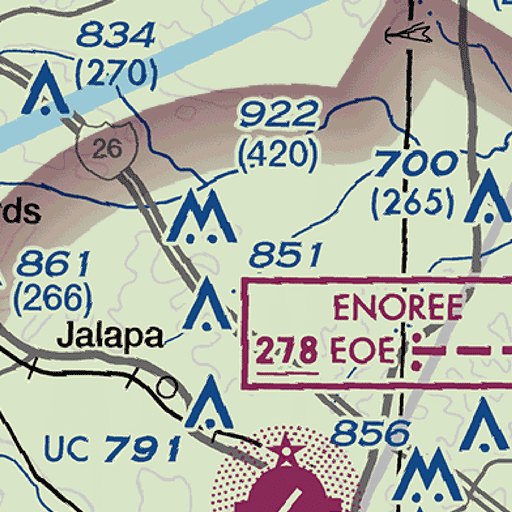 834
(270)
26
922
(420)
700
(265)
rds
861
(266)
851
ENOREE
278 EOE
Jalapa
UC 791
856